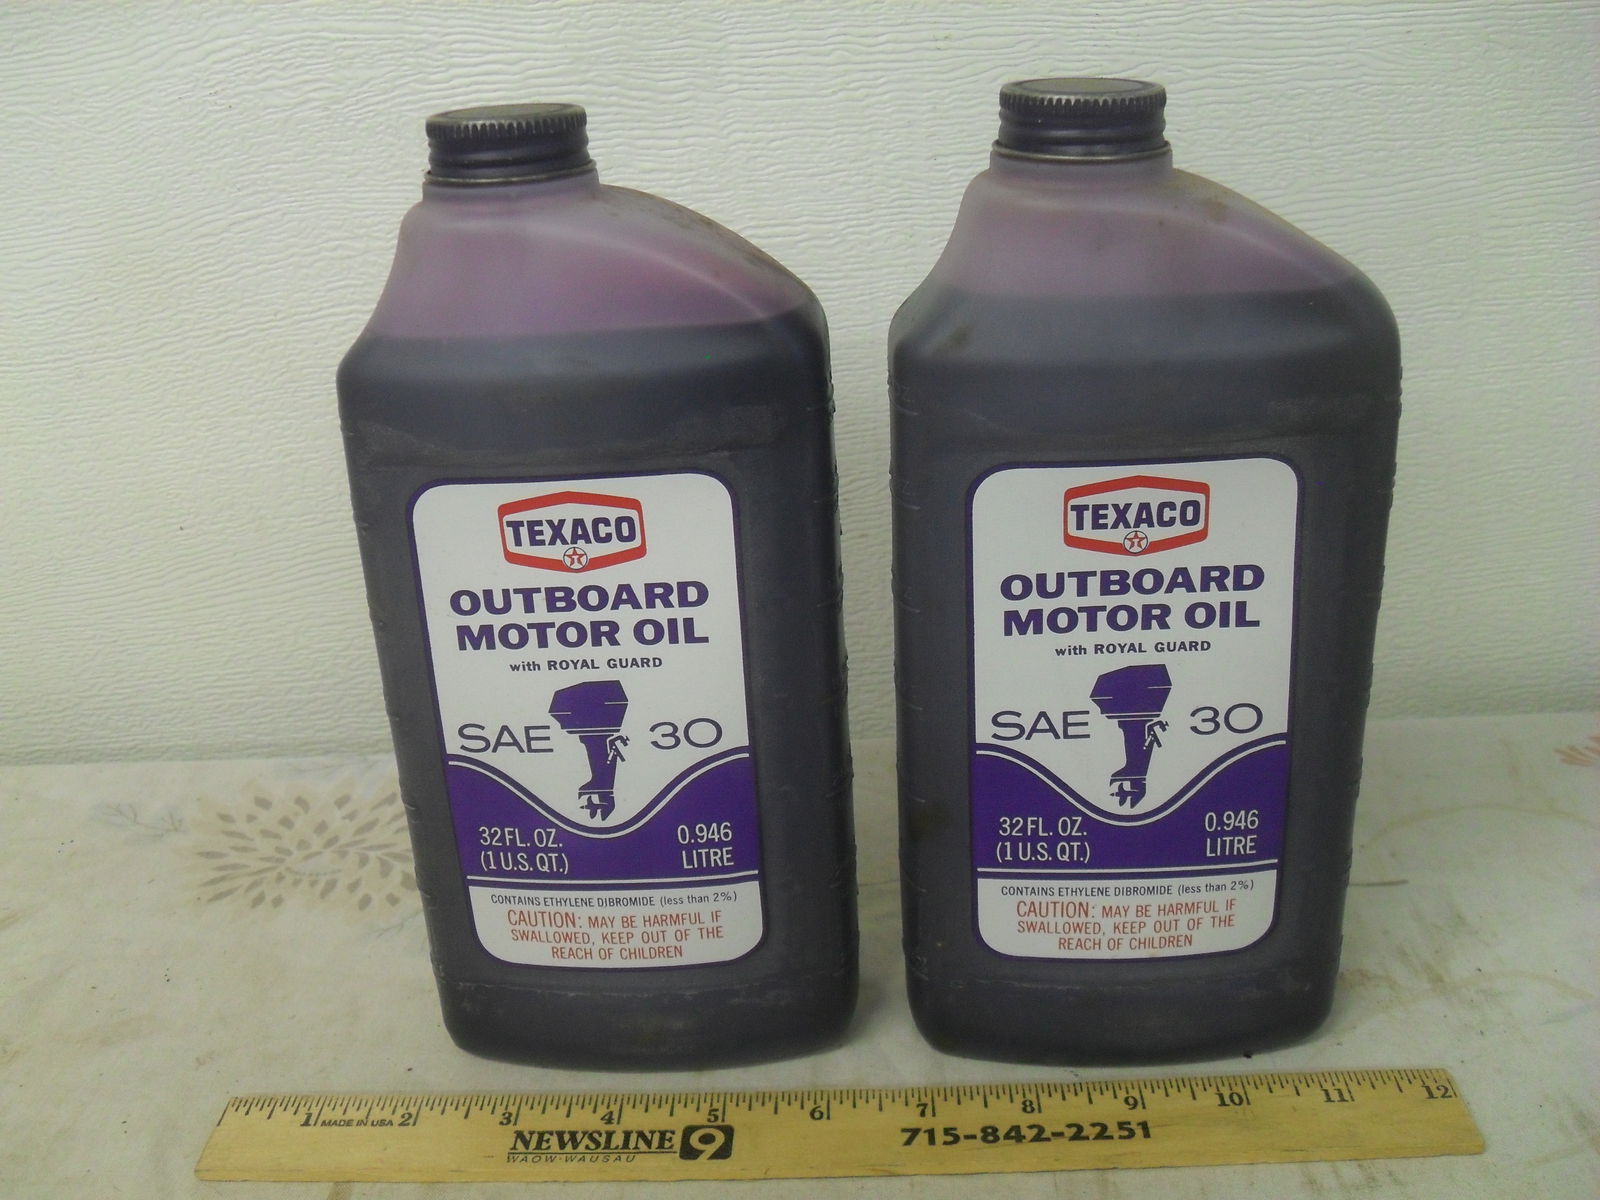 TEXACO
OUTBOARD
MOTOR OIL
with ROYAL GUARD
SAE 30
32 FL. OZ.
(1 U.S. QT.)
0.946
LITRE
CONTAINS ETHYLENE DIBROMIDE (less than 2%)
CAUTION: MAY BE HARMFUL IF
SWALLOWED, KEEP OUT OF THE
REACH OF CHILDREN
TEXACO
OUTBOARD
MOTOR OIL
with ROYAL GUARD
SAE 30
32 FL. OZ.
(1 U.S. QT.)
0.946
LITRE
CONTAINS ETHYLENE DIBROMIDE (less than 2%)
CAUTION: MAY BE HARMFUL IF
SWALLOWED, KEEP OUT OF THE
REACH OF CHILDREN
1 2 3 4 5 6 7 8 9 10 11 12
MADE IN USA
NEWSLINE 9
WAOW-WAUSAU
715-842-2251